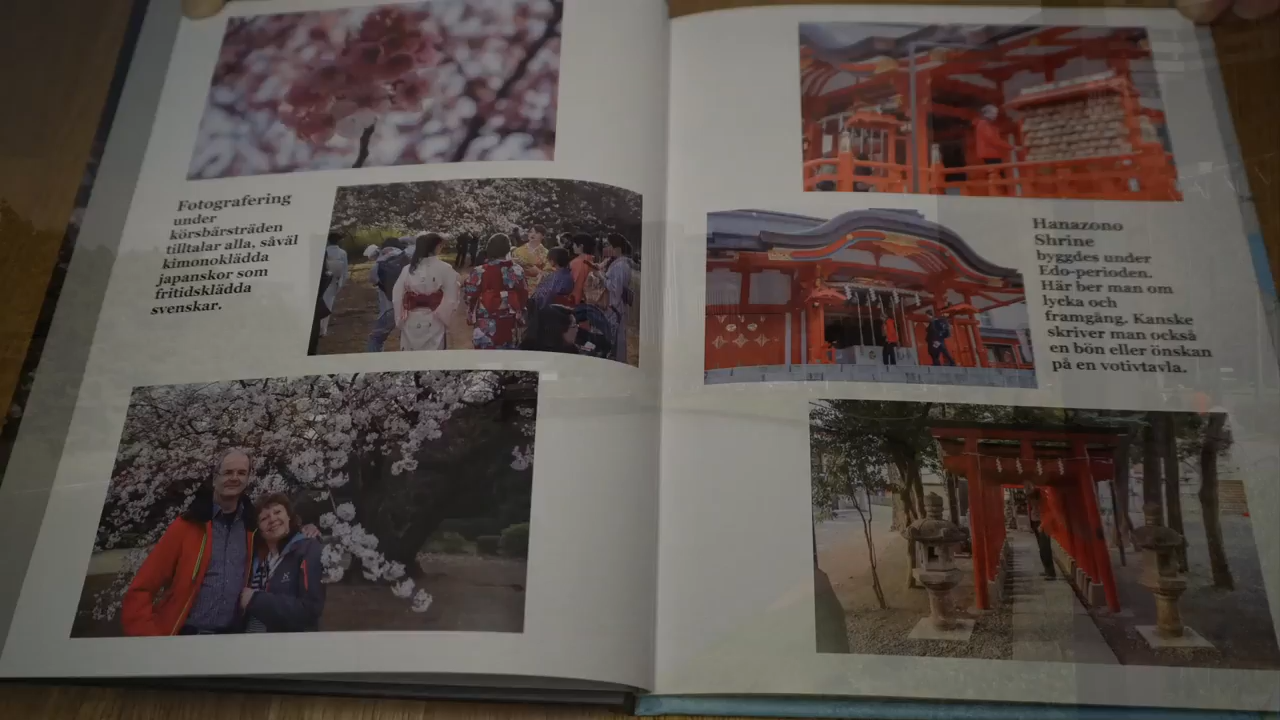 Fotografering
under
körsbärsträden
tilltalar alla, såväl
kimonoklädda
japanskor som
fritidsklädda
svenskar.
Hanazono
Shrine
byggdes under
Edo-perioden.
Här ber man om
lycka och
framgång. Kanske
skriver man också
en bön eller önskan
på en votivtavla.